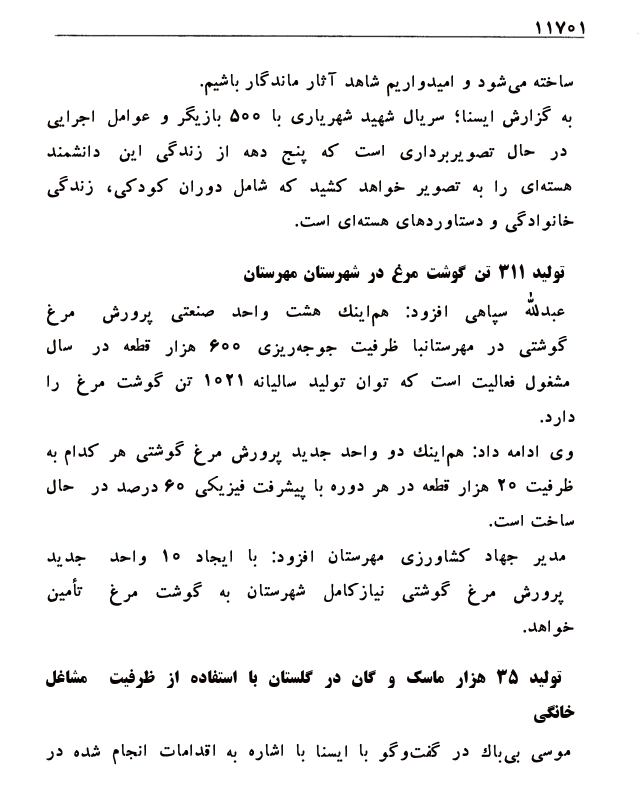 ۱۱۷۰۱
ساخته می‌شود و امیدواریم شاهد آثار ماندگار باشیم.
به گزارش ایسنا؛ سریال شهید شهریاری با ۵۰۰ بازیگر و عوامل اجرایی
در حال تصویربرداری است که پنج دهه از زندگی این دانشمند
هسته‌ای را به تصویر خواهد کشید که شامل دوران کودکی، زندگی
خانوادگی و دستاوردهای هسته‌ای است.
تولید ۳۱۱ تن گوشت مرغ در شهرستان مهرستان
عبدلله سپاهی افزود: هم‌اینك هشت واحد صنعتی پرورش مرغ
گوشتی در مهرستانبا ظرفیت جوجه‌ریزی ۶۰۰ هزار قطعه در سال
مشغول فعالیت است که توان تولید سالیانه ۱۰۲۱ تن گوشت مرغ را
دارد.
وی ادامه داد: هم‌اینك دو واحد جدید پرورش مرغ گوشتی هر کدام به
ظرفیت ۲۰ هزار قطعه در هر دوره با پیشرفت فیزیکی ۶۰ درصد در حال
ساخت است.
مدیر جهاد کشاورزی مهرستان افزود: با ایجاد ۱۰ واحد جدید
پرورش مرغ گوشتی نیازکامل شهرستان به گوشت مرغ تأمین
خواهد.
تولید ۳۵ هزار ماسک و گان در گلستان با استفاده از ظرفیت مشاغل
خانگی
موسی بی‌باك در گفت‌وگو با ایسنا با اشاره به اقدامات انجام شده در